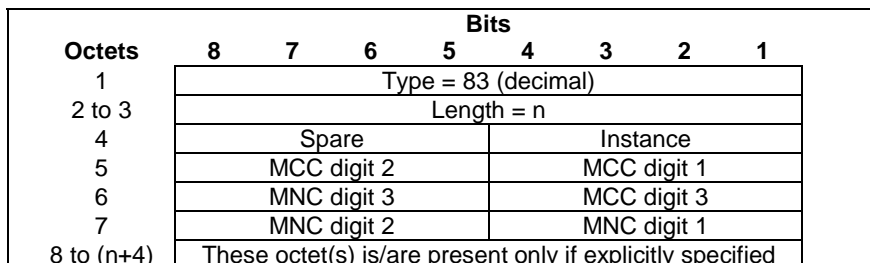 Bits
Octets 8 7 6 5 4 3 2 1
1 Type = 83 (decimal)
2 to 3 Length = n
4 Spare Instance
5 MCC digit 2 MCC digit 1
6 MNC digit 3 MCC digit 3
7 MNC digit 2 MNC digit 1
8 to (n+4) These octet(s) is/are present only if explicitly specified